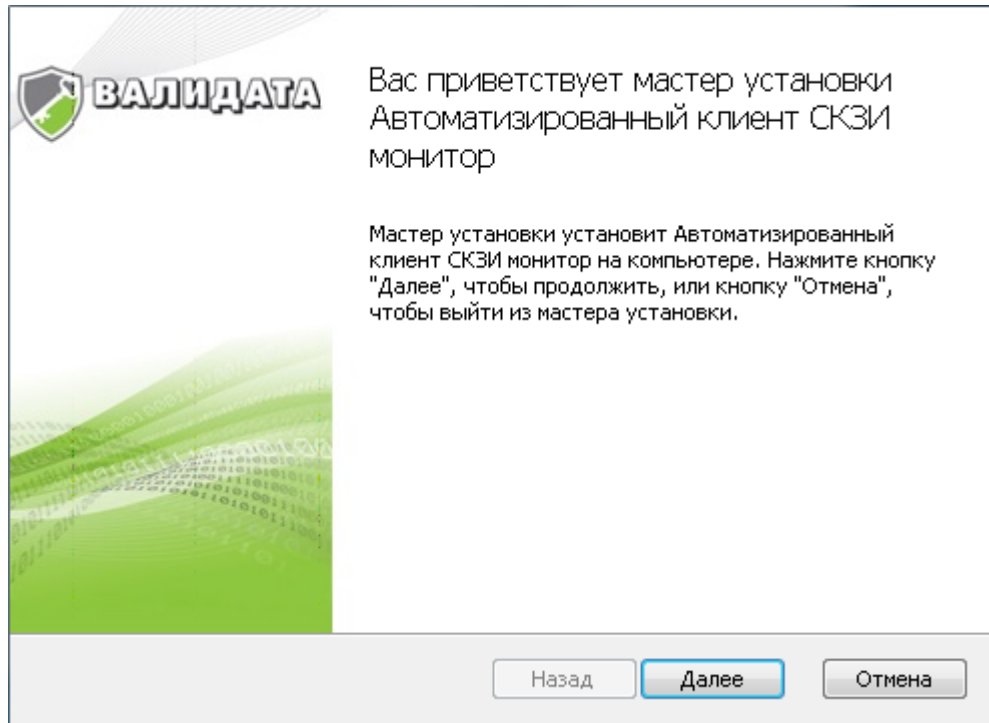 ВАЛИДАТА
Вас приветствует мастер установки
Автоматизированный клиент СКЗИ
монитор
Мастер установки установит Автоматизированный
клиент СКЗИ монитор на компьютере. Нажмите кнопку
"Далее", чтобы продолжить, или кнопку "Отмена",
чтобы выйти из мастера установки.
Назад
Далее
Отмена